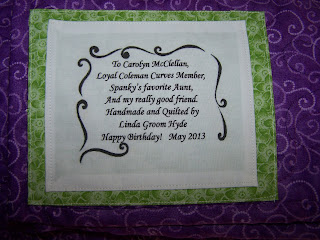 To Carolyn McClellan,
Loyal Coleman Curves Member,
Spanky's favorite Aunt,
And my really good friend.
Handmade and Quilted by
Linda Groom Hyde
Happy Birthday! May 2013